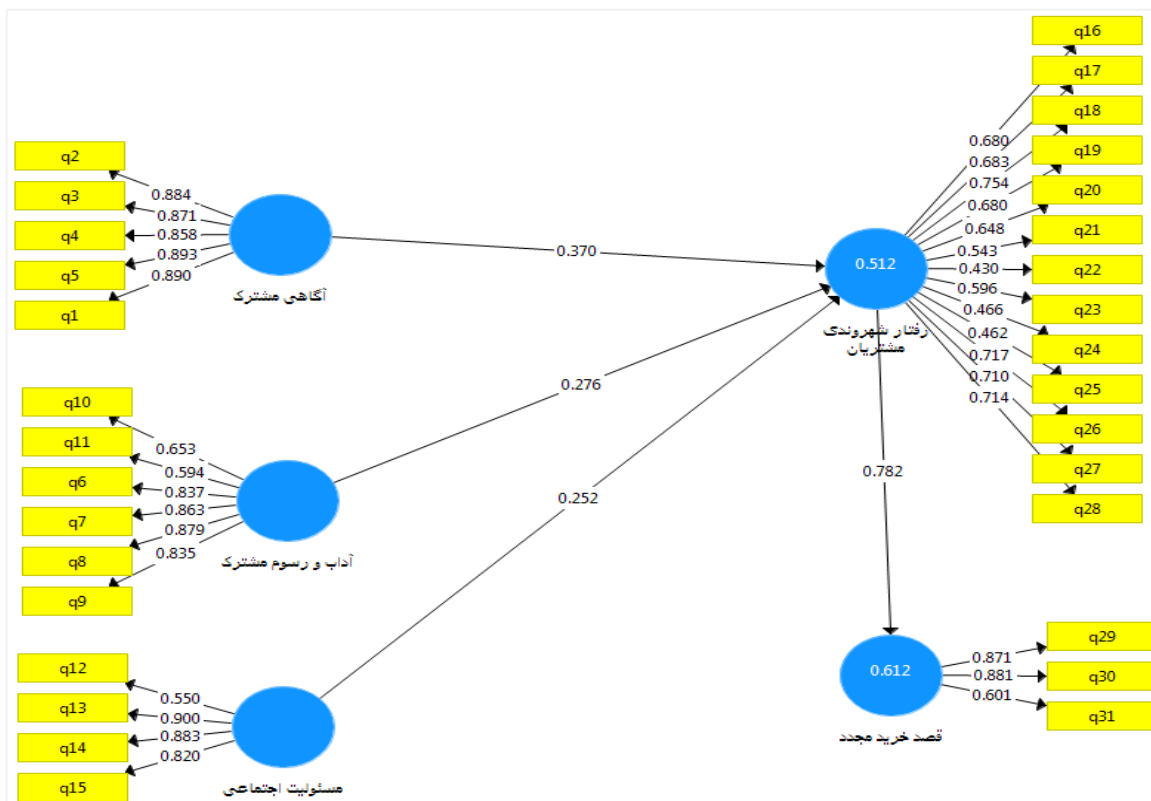 q2
q3
q4
q5
q1
0.884
0.871
0.858
0.893
0.890
آگاهی مشترک
q10
q11
q6
q7
q8
q9
0.653
0.594
0.837
0.863
0.879
0.835
آداب و رسوم مشترک
q12
q13
q14
q15
0.550
0.900
0.883
0.820
مسئولیت اجتماعی
0.370
0.276
0.252
0.512
رفتار شهروندی
مشتریان
0.680
0.683
0.754
0.680
0.648
0.543
0.430
0.596
0.466
0.462
0.717
0.710
0.714
q16
q17
q18
q19
q20
q21
q22
q23
q24
q25
q26
q27
q28
0.782
0.612
قصد خرید مجدد
0.871
0.881
0.601
q29
q30
q31